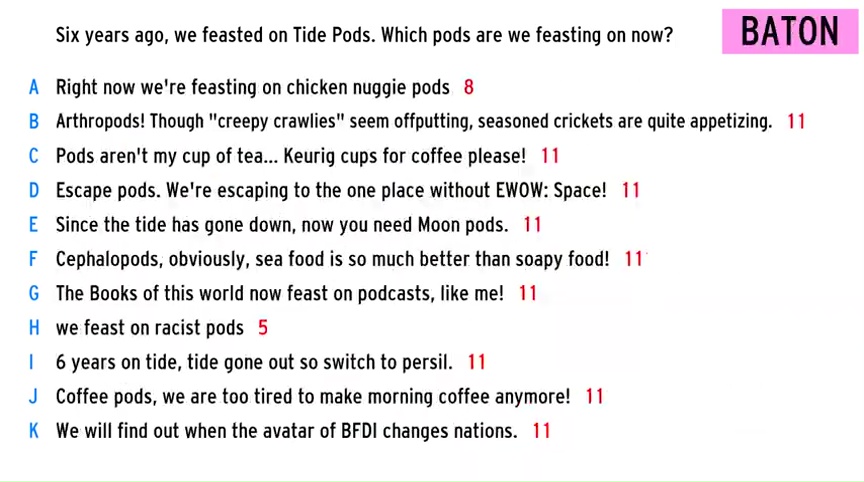 Six years ago, we feasted on Tide Pods. Which pods are we feasting on now?
BATON
A Right now we're feasting on chicken nuggie pods 8
B Arthropods! Though "creepy crawlies" seem offputting, seasoned crickets are quite appetizing. 11
C Pods aren't my cup of tea... Keurig cups for coffee please! 11
D Escape pods. We're escaping to the one place without EWOW: Space! 11
E Since the tide has gone down, now you need Moon pods. 11
F Cephalopods, obviously, sea food is so much better than soapy food! 11
G The Books of this world now feast on podcasts, like me! 11
H we feast on racist pods 5
I 6 years on tide, tide gone out so switch to persil. 11
J Coffee pods, we are too tired to make morning coffee anymore! 11
K We will find out when the avatar of BFDI changes nations. 11